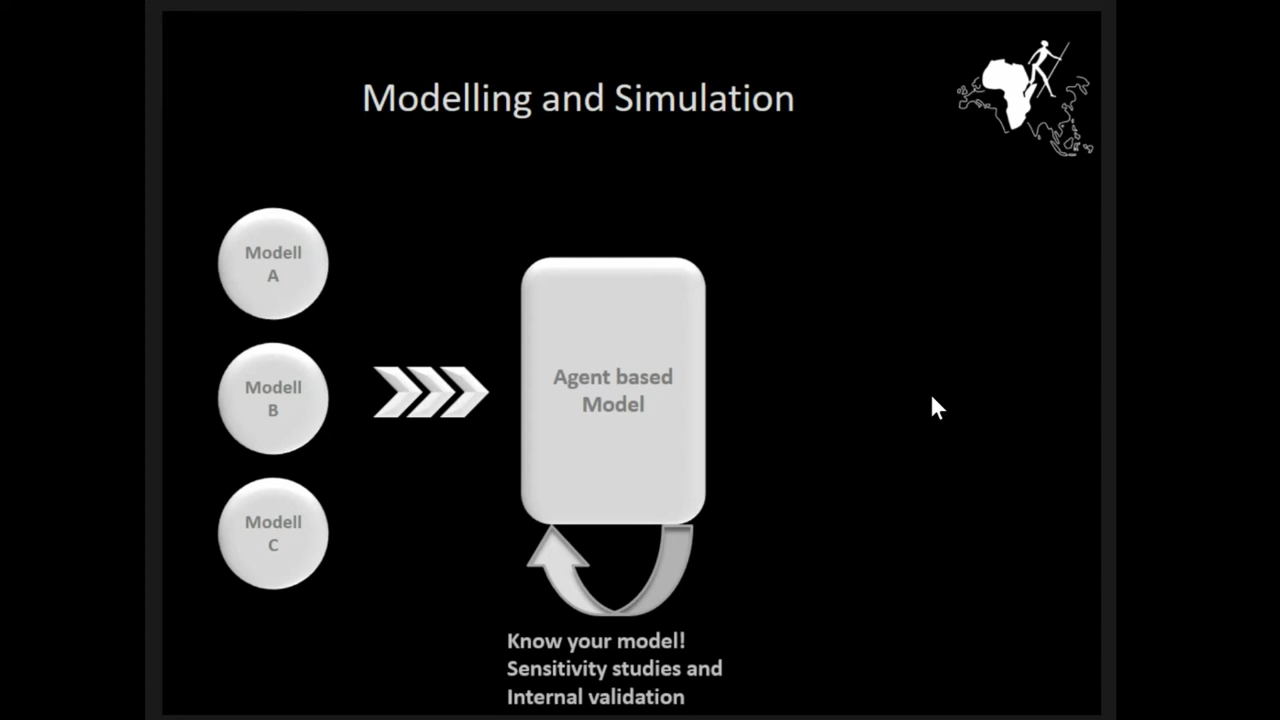 Modelling and Simulation
Modell
A
Modell
B
Modell
C
Agent based
Model
Know your model!
Sensitivity studies and
Internal validation